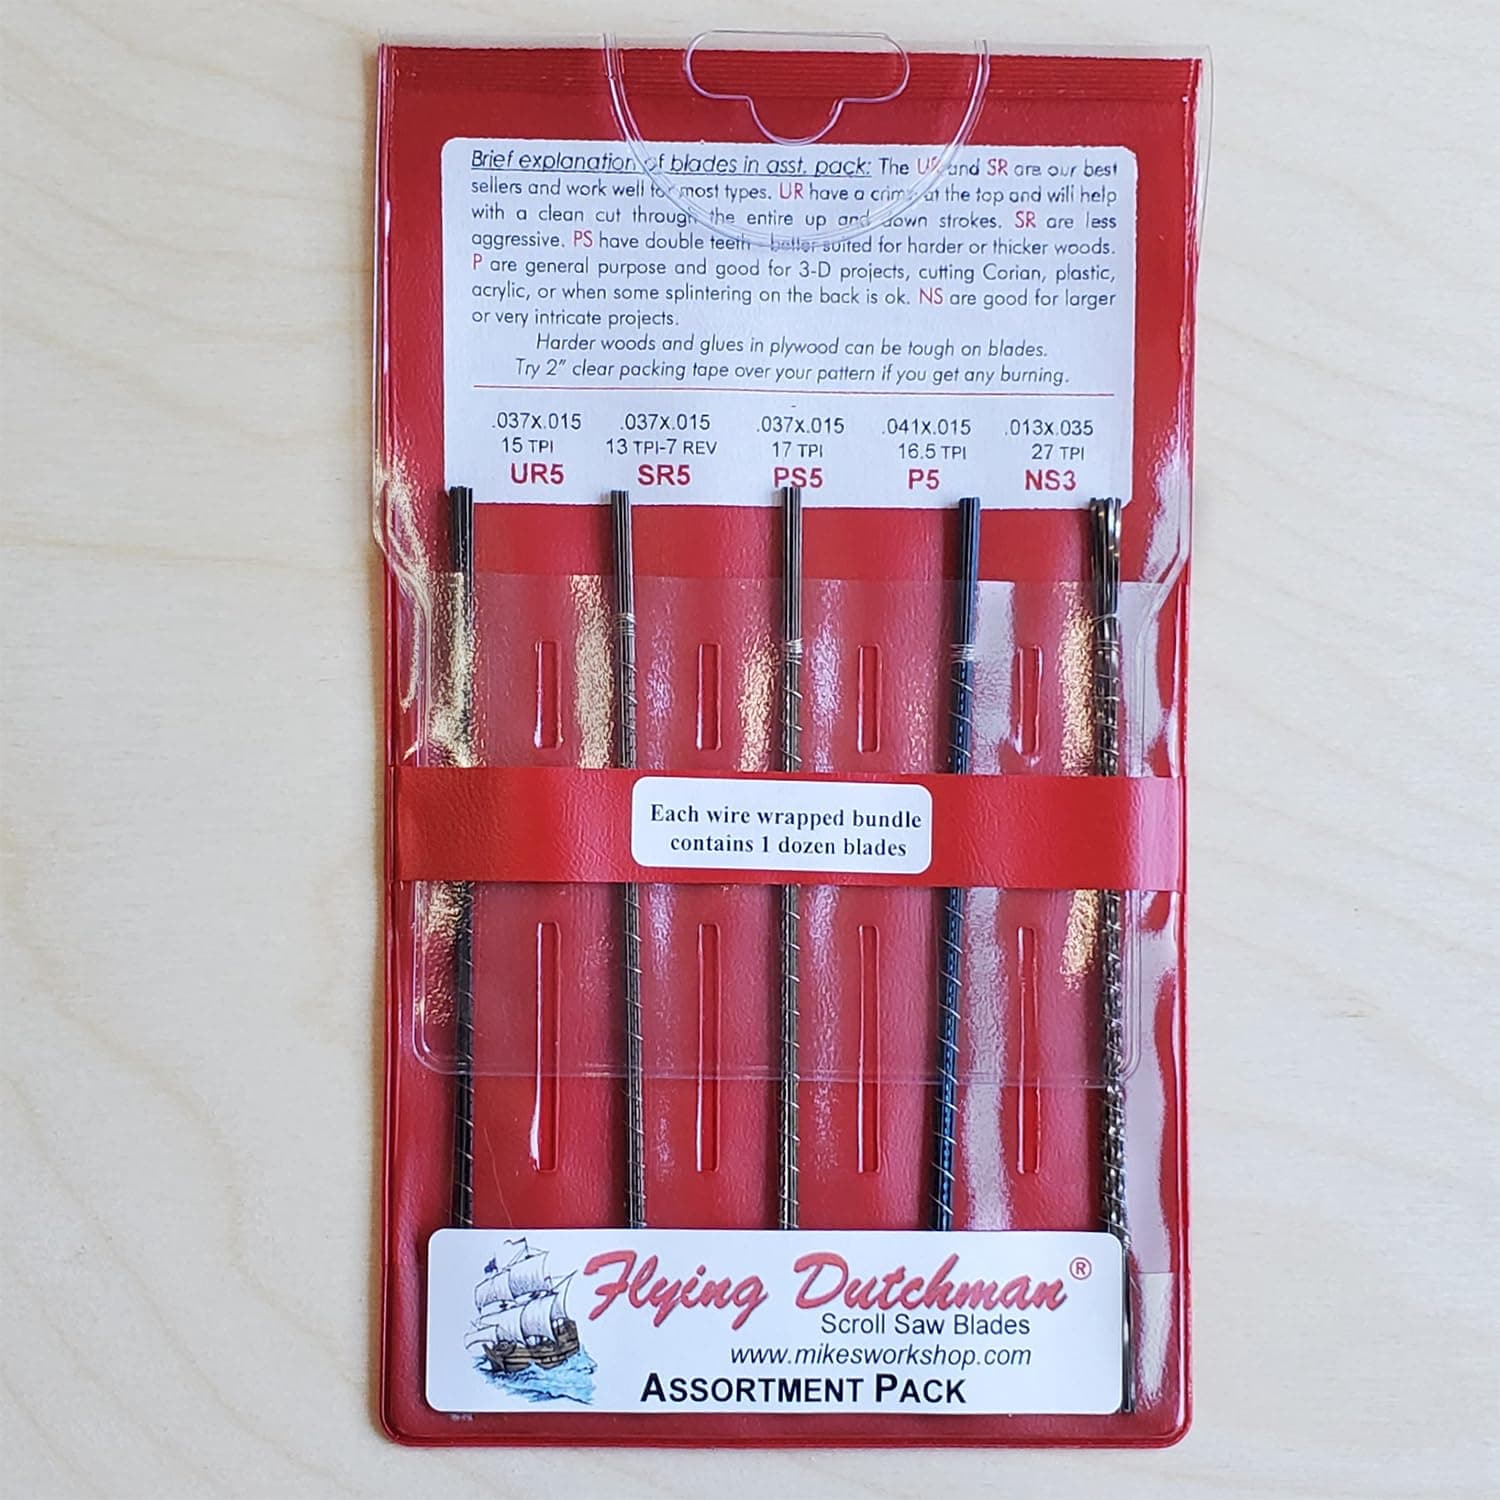 Brief explanation of blades in asst. pack: The UR and SR are our best
sellers and work well for most types. UR have a crimp at the top and will help
with a clean cut through the entire up and down strokes. SR are less
aggressive. PS have double teeth - better suited for harder or thicker woods.
P are general purpose and good for 3-D projects, cutting Corian, plastic,
acrylic, or when some splintering on the back is ok. NS are good for larger
or very intricate projects.
Harder woods and glues in plywood can be tough on blades.
Try 2" clear packing tape over your pattern if you get any burning.
.037x.015 .037x.015 .037x.015 .041x.015 .013x.035
15 TPI 13 TPI-7 REV 17 TPI 16.5 TPI 27 TPI
UR5 SR5 PS5 P5 NS3
Each wire wrapped bundle
contains 1 dozen blades
Flying Dutchman®
Scroll Saw Blades
www.mikesworkshop.com
ASSORTMENT PACK